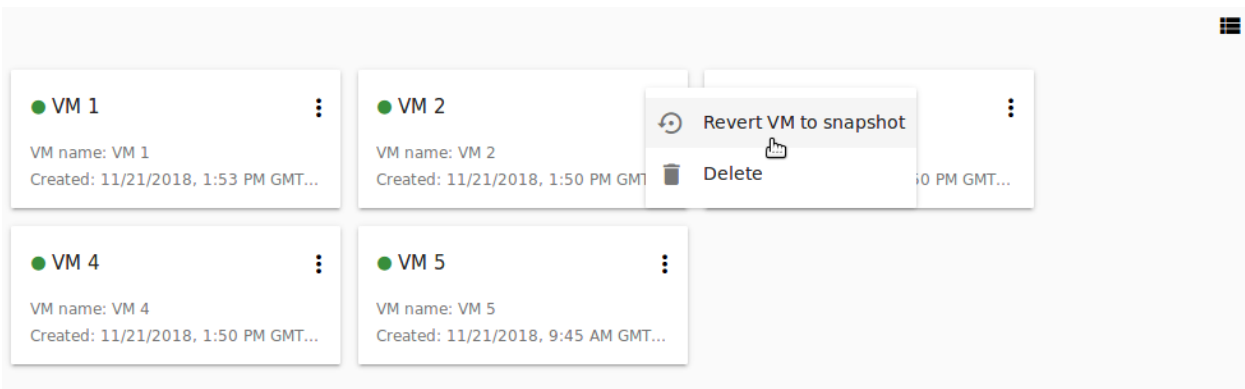 VM 1
VM name: VM 1
Created: 11/21/2018, 1:53 PM GMT...
VM 2
VM name: VM 2
Created: 11/21/2018, 1:50 PM GMT
Revert VM to snapshot
Delete
50 PM GMT...
VM 4
VM name: VM 4
Created: 11/21/2018, 1:50 PM GMT...
VM 5
VM name: VM 5
Created: 11/21/2018, 9:45 AM GMT...